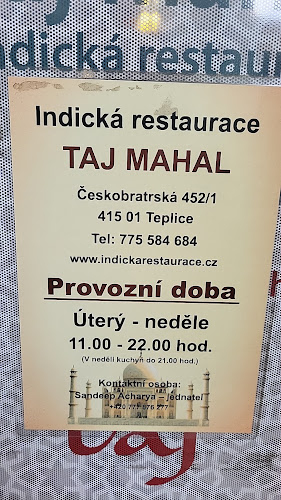 Indická restaurace
Indická restaurace
TAJ MAHAL
Českobratrská 452/1
415 01 Teplice
Tel: 775 584 684
www.indickarestaurace.cz
Provozní doba
Úterý - neděle
11.00 - 22.00 hod.
(V neděli kuchyň do 21.00 hod.)
Kontaktní osoba:
Sandeep Acharya – jednatel
taj